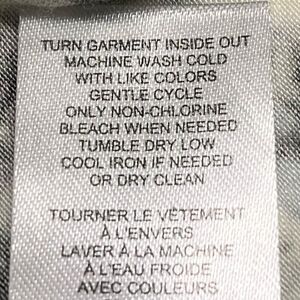 TURN GARMENT INSIDE OUT
MACHINE WASH COLD
WITH LIKE COLORS
GENTLE CYCLE
ONLY NON-CHLORINE
BLEACH WHEN NEEDED
TUMBLE DRY LOW
COOL IRON IF NEEDED
OR DRY CLEAN
TOURNER LE VÊTEMENT
À L'ENVERS
LAVER À LA MACHINE
À L'EAU FROIDE
AVEC COULEURS